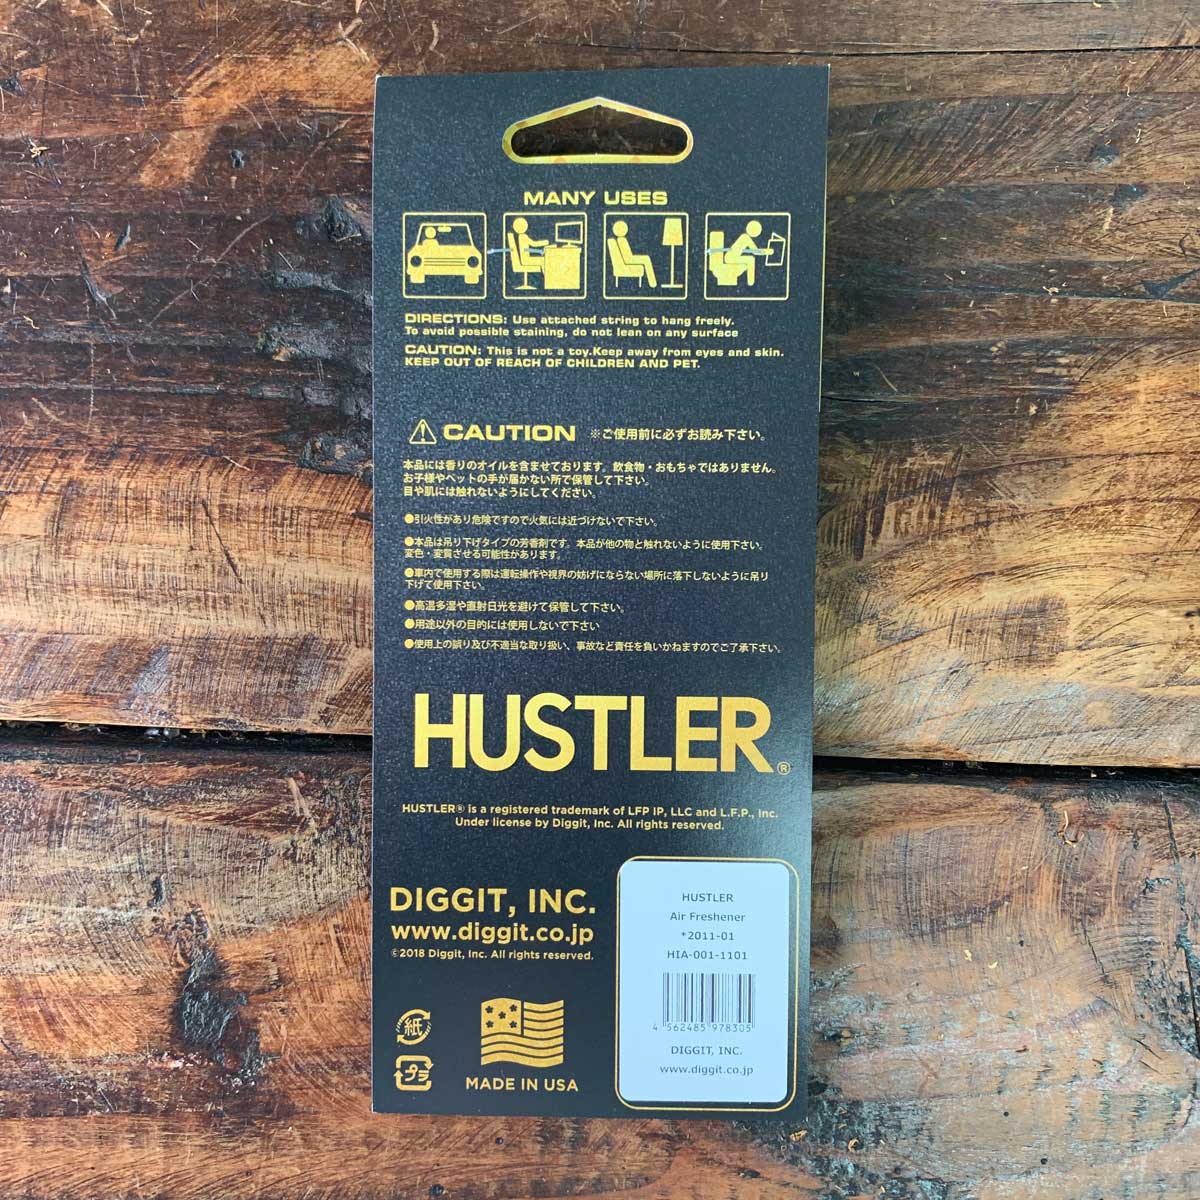 MANY USES
DIRECTIONS: Use attached string to hang freely.
To avoid possible staining, do not lean on any surface
CAUTION: This is not a toy.Keep away from eyes and skin.
KEEP OUT OF REACH OF CHILDREN AND PET.
CAUTION ※ご使用前に必ずお読み下さい。
本品には香りのオイルを含ませております。飲食物・おもちゃではありません。
お子様やペットの手が届かない所で保管して下さい。
目や肌には触れないようにしてください。
●引火性があり危険ですので火気には近づけないで下さい。
●本品は吊り下げタイプの芳香剤です。本品が他の物と触れないように使用下さい。
変色・変質させる可能性があります。
●車内で使用する際は運転操作や視界の妨げにならない場所に落下しないように吊り
下げて使用下さい。
●高温多湿や直射日光を避けて保管して下さい。
●用途以外の目的には使用しないで下さい
●使用上の誤り及び不適当な取り扱い、事故など責任を負いかねますのでご了承下さい。
HUSTLER®
HUSTLER® is a registered trademark of LFP IP, LLC and L.F.P., Inc.
Under license by Diggit, Inc. All rights reserved.
DIGGIT, INC.
www.diggit.co.jp
©2018 Diggit, Inc. All rights reserved.
紙
プラ
MADE IN USA
HUSTLER
Air Freshener
*2011-01
HIA-001-1101
4 562485 978305
DIGGIT, INC.
www.diggit.co.jp